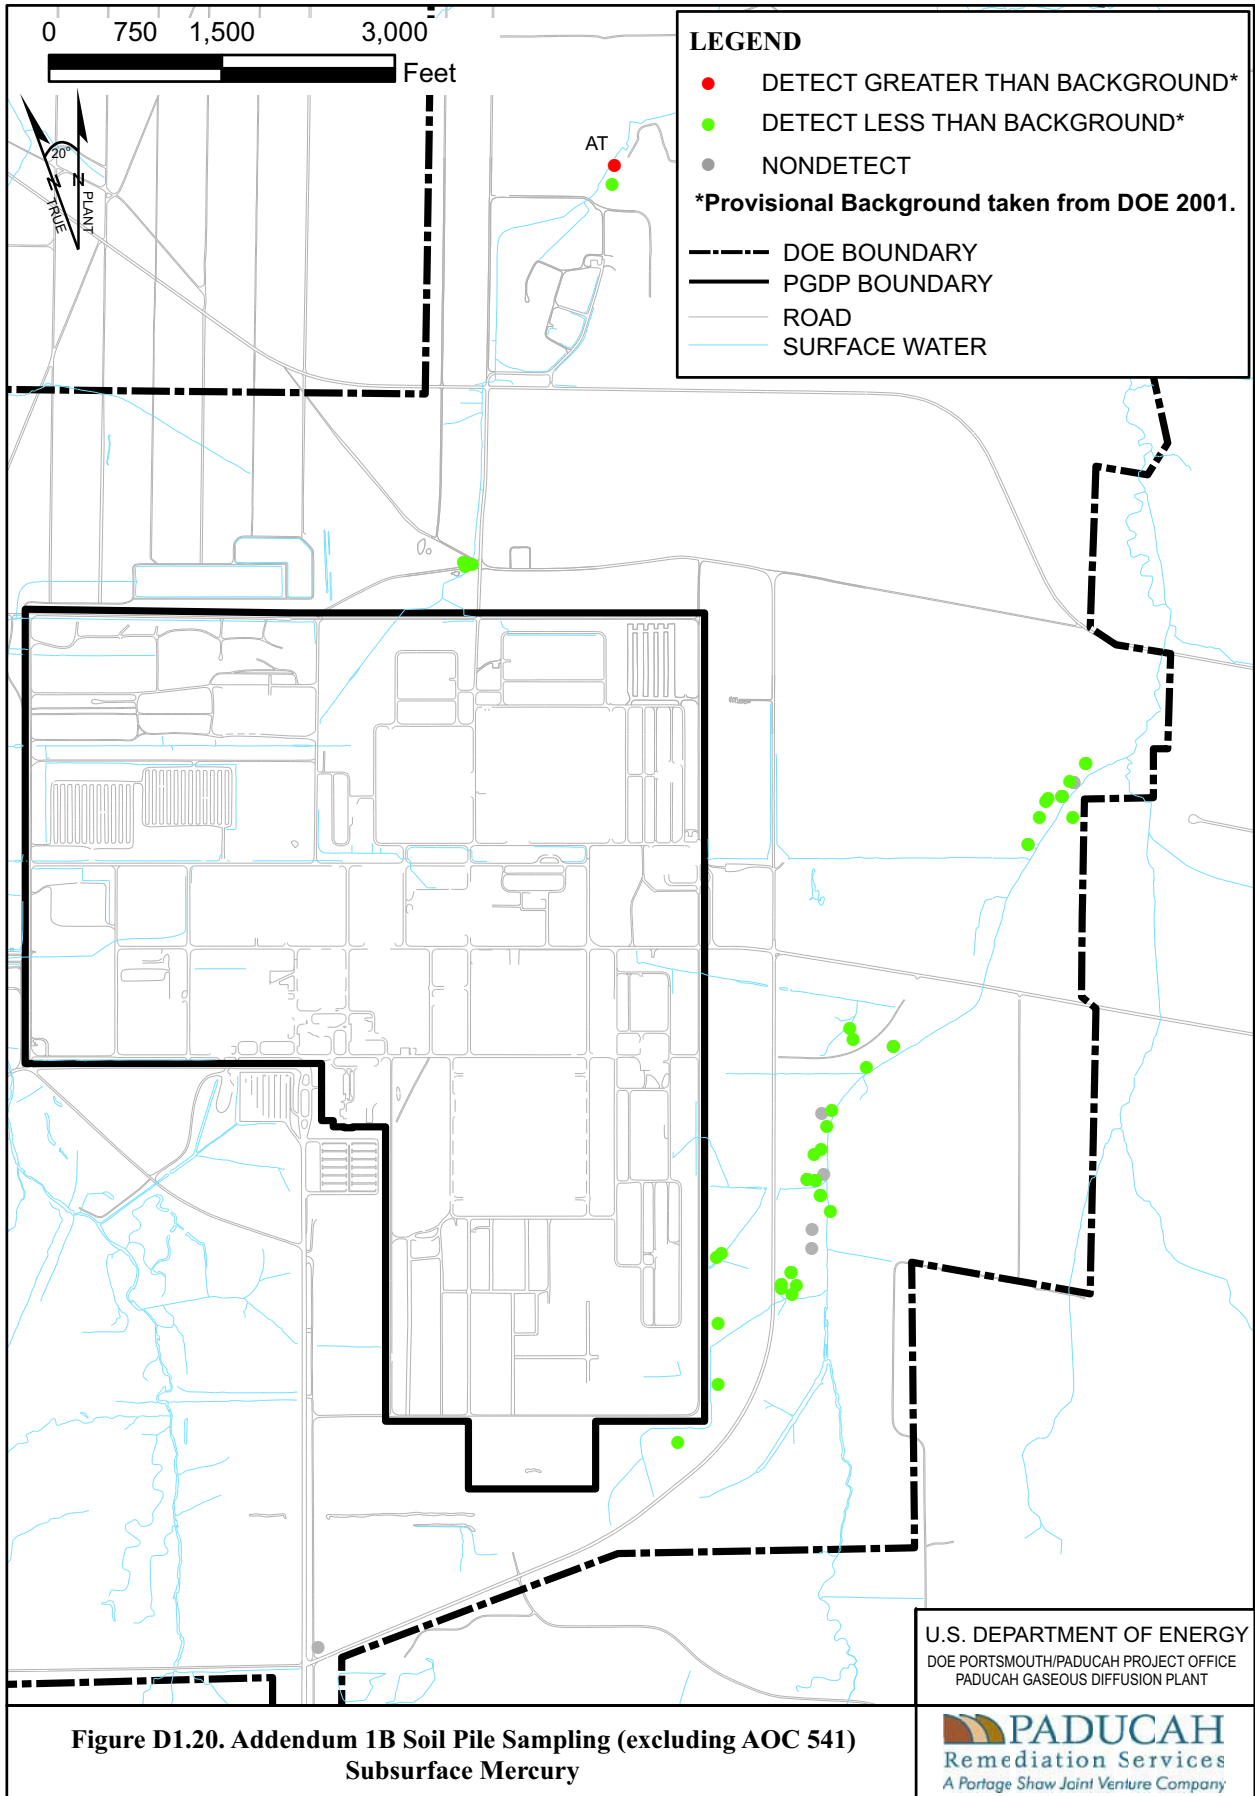 0 750 1,500 3,000
Feet
20°
N
TRUE
N
PLANT
AT
LEGEND
DETECT GREATER THAN BACKGROUND*
DETECT LESS THAN BACKGROUND*
NONDETECT
*Provisional Background taken from DOE 2001.
DOE BOUNDARY
PGDP BOUNDARY
ROAD
SURFACE WATER
U.S. DEPARTMENT OF ENERGY
DOE PORTSMOUTH/PADUCAH PROJECT OFFICE
PADUCAH GASEOUS DIFFUSION PLANT
Figure D1.20. Addendum 1B Soil Pile Sampling (excluding AOC 541)
Subsurface Mercury
PADUCAH
Remediation Services
A Portage Shaw Joint Venture Company